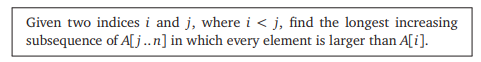 Given two indices i and j, where i < j, find the longest increasing
subsequence of A[j .. n] in which every element is larger than A[i].